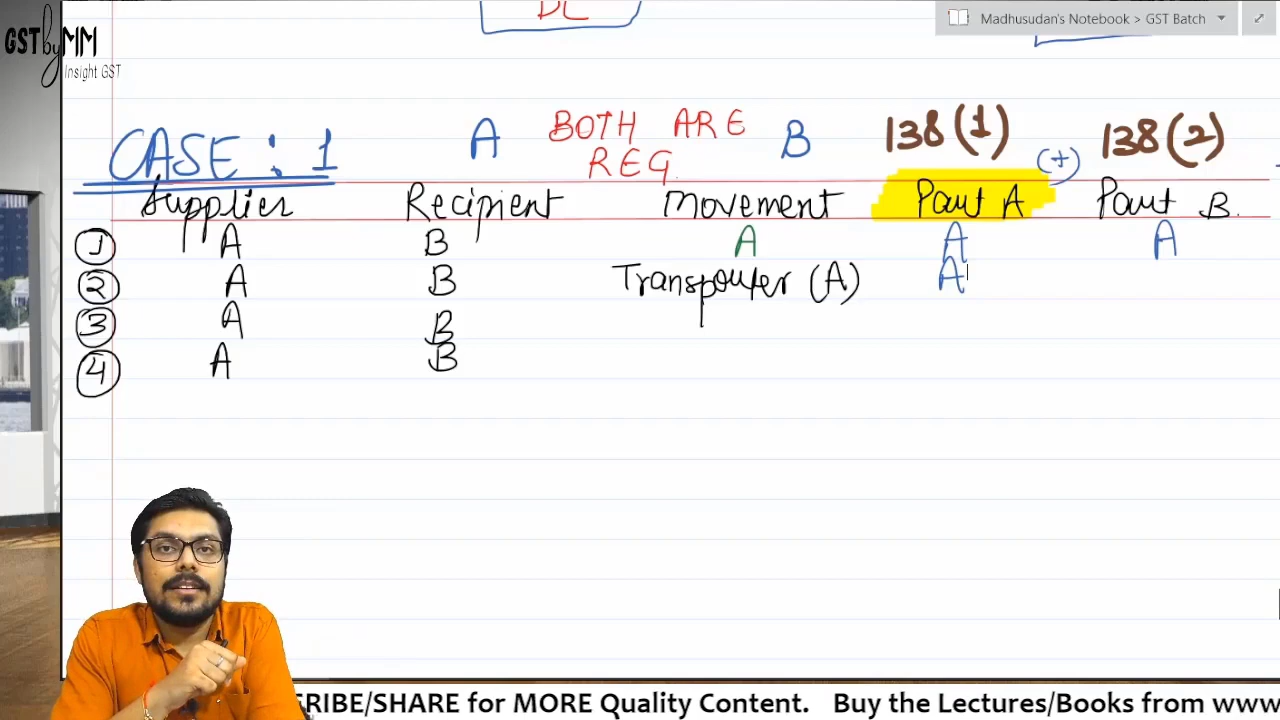 DC
Madhusudan's Notebook > GST Batch
GST by MM
Insight GST
CASE : 1 A BOTH ARE REG. B 138(1) (+) 138(2)
Supplier Recipient Movement Part A Part B.
1 A B A A A
2 A B Transporter (A) A
3 A B
4 A B
CRIBE/SHARE for MORE Quality Content. Buy the Lectures/Books from www